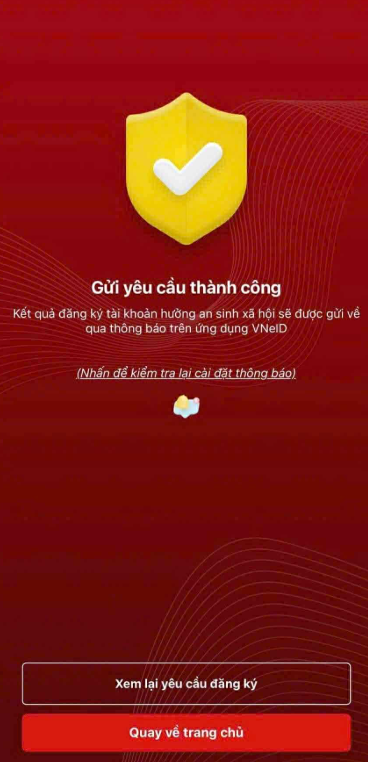 Gửi yêu cầu thành công
Kết quả đăng ký tài khoản hưởng an sinh xã hội sẽ được gửi về
qua thông báo trên ứng dụng VNeID
(Nhấn để kiểm tra lại cài đặt thông báo)
Xem lại yêu cầu đăng ký
Quay về trang chủ